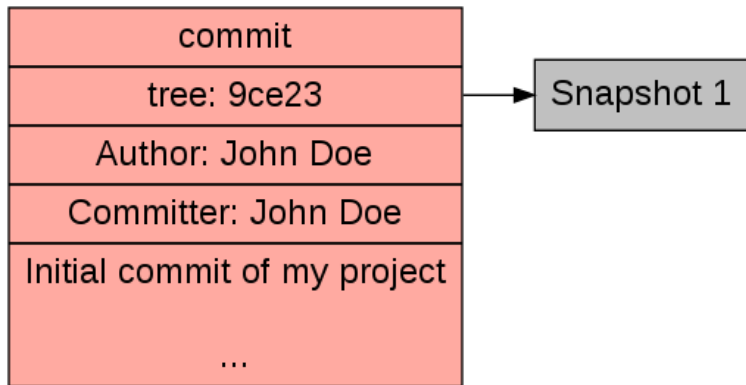 commit
tree: 9ce23
Snapshot 1
Author: John Doe
Committer: John Doe
Initial commit of my project
...